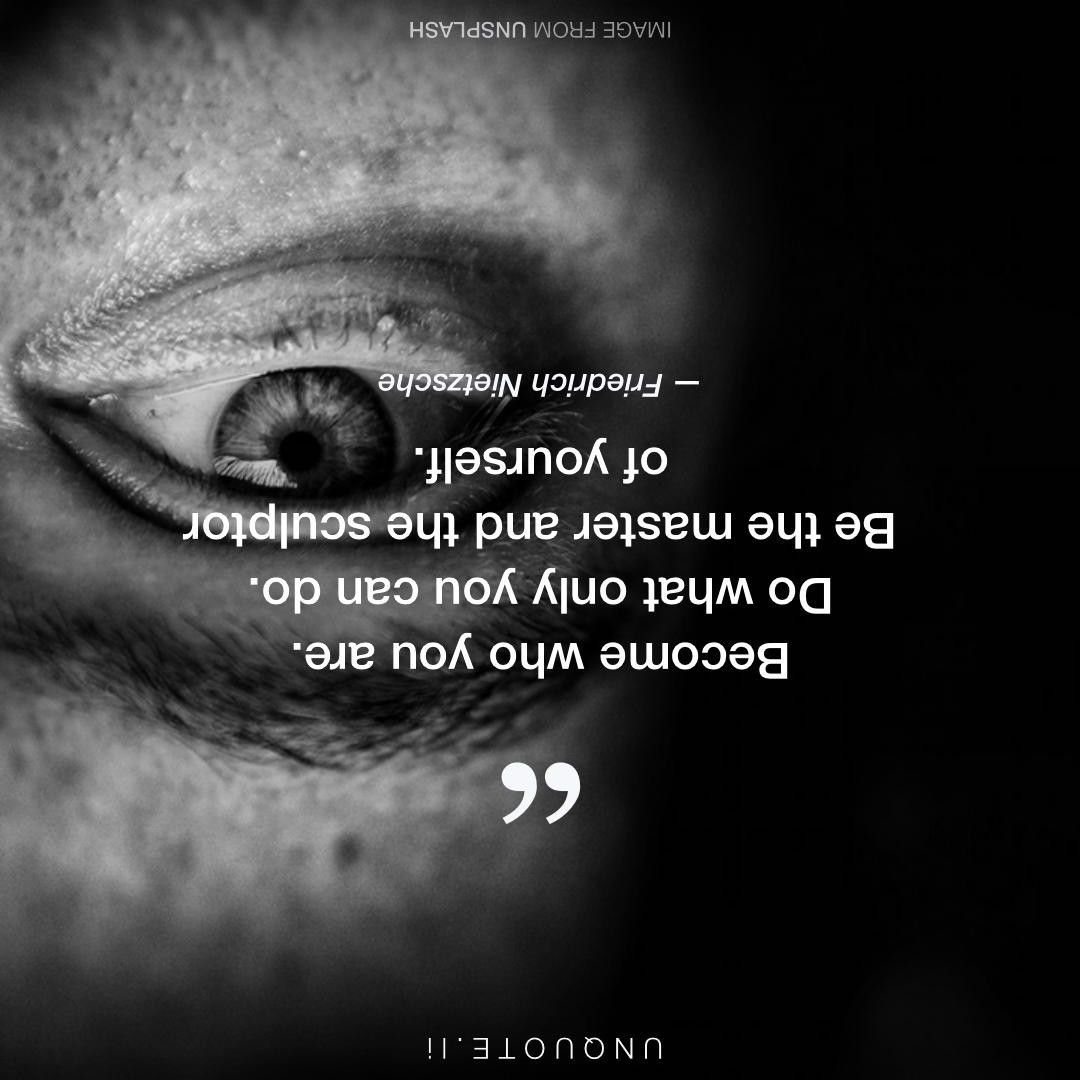 UNQUOTE.li
Become who you are.
Do what only you can do.
Be the master and the sculptor
of yourself.
— Friedrich Nietzsche
IMAGE FROM UNSPLASH